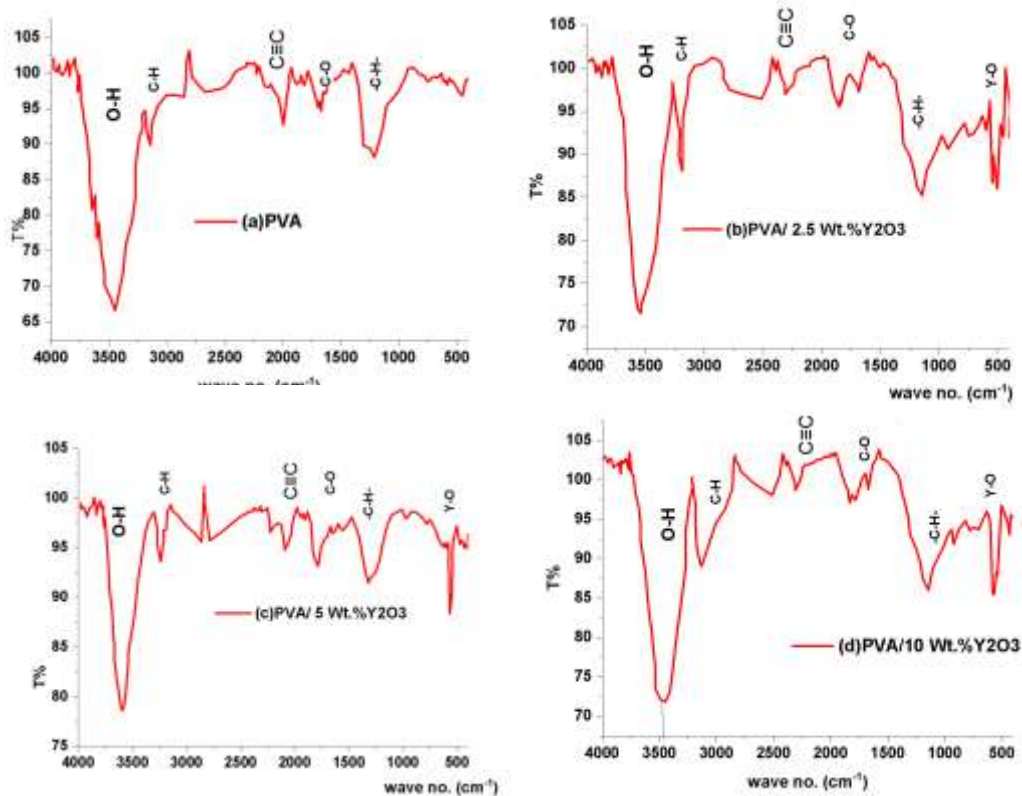 105
100
95
90
85
80
75
70
65
T%
O-H
C-H
C≡C
C-O
-C-H-
(a)PVA
4000 3500 3000 2500 2000 1500 1000 500
wave no. (cm-1)
105
100
95
90
85
80
75
70
T%
O-H
C-H
C≡C
C-O
-C-H-
Y-O
(b)PVA/ 2.5 Wt.%Y2O3
4000 3500 3000 2500 2000 1500 1000 500
wave no. (cm-1)
105
100
95
90
85
80
75
T%
O-H
C-H
C≡C
C-O
-C-H-
Y-O
(c)PVA/ 5 Wt.%Y2O3
4000 3500 3000 2500 2000 1500 1000 500
wave no. (cm-1)
105
100
95
90
85
80
75
70
T%
O-H
C-H
C≡C
C-O
-C-H-
Y-O
(d)PVA/10 Wt.%Y2O3
4000 3500 3000 2500 2000 1500 1000 500
wave no. (cm-1)